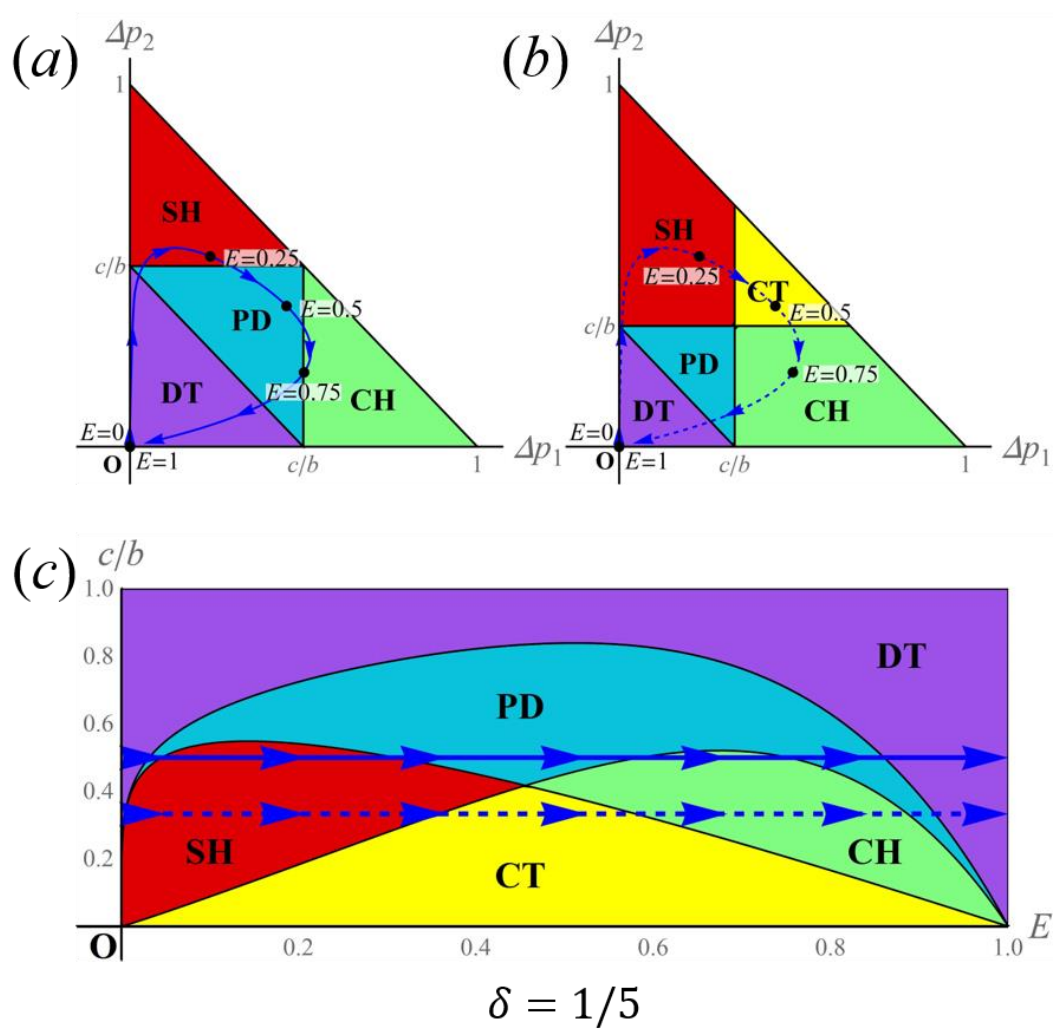 (a)
Δp₂
1
SH
E=0.25
c/b
E=0.5
PD
DT
E=0.75
CH
E=0
O
E=1
c/b
1
Δp₁
(b)
Δp₂
1
SH
E=0.25
CT
E=0.5
c/b
PD
E=0.75
DT
CH
E=0
O
E=1
c/b
1
Δp₁
(c)
c/b
1.0
0.8
DT
PD
0.6
0.4
SH
CH
0.2
CT
O
0.2
0.4
0.6
0.8
1.0
E
δ = 1/5